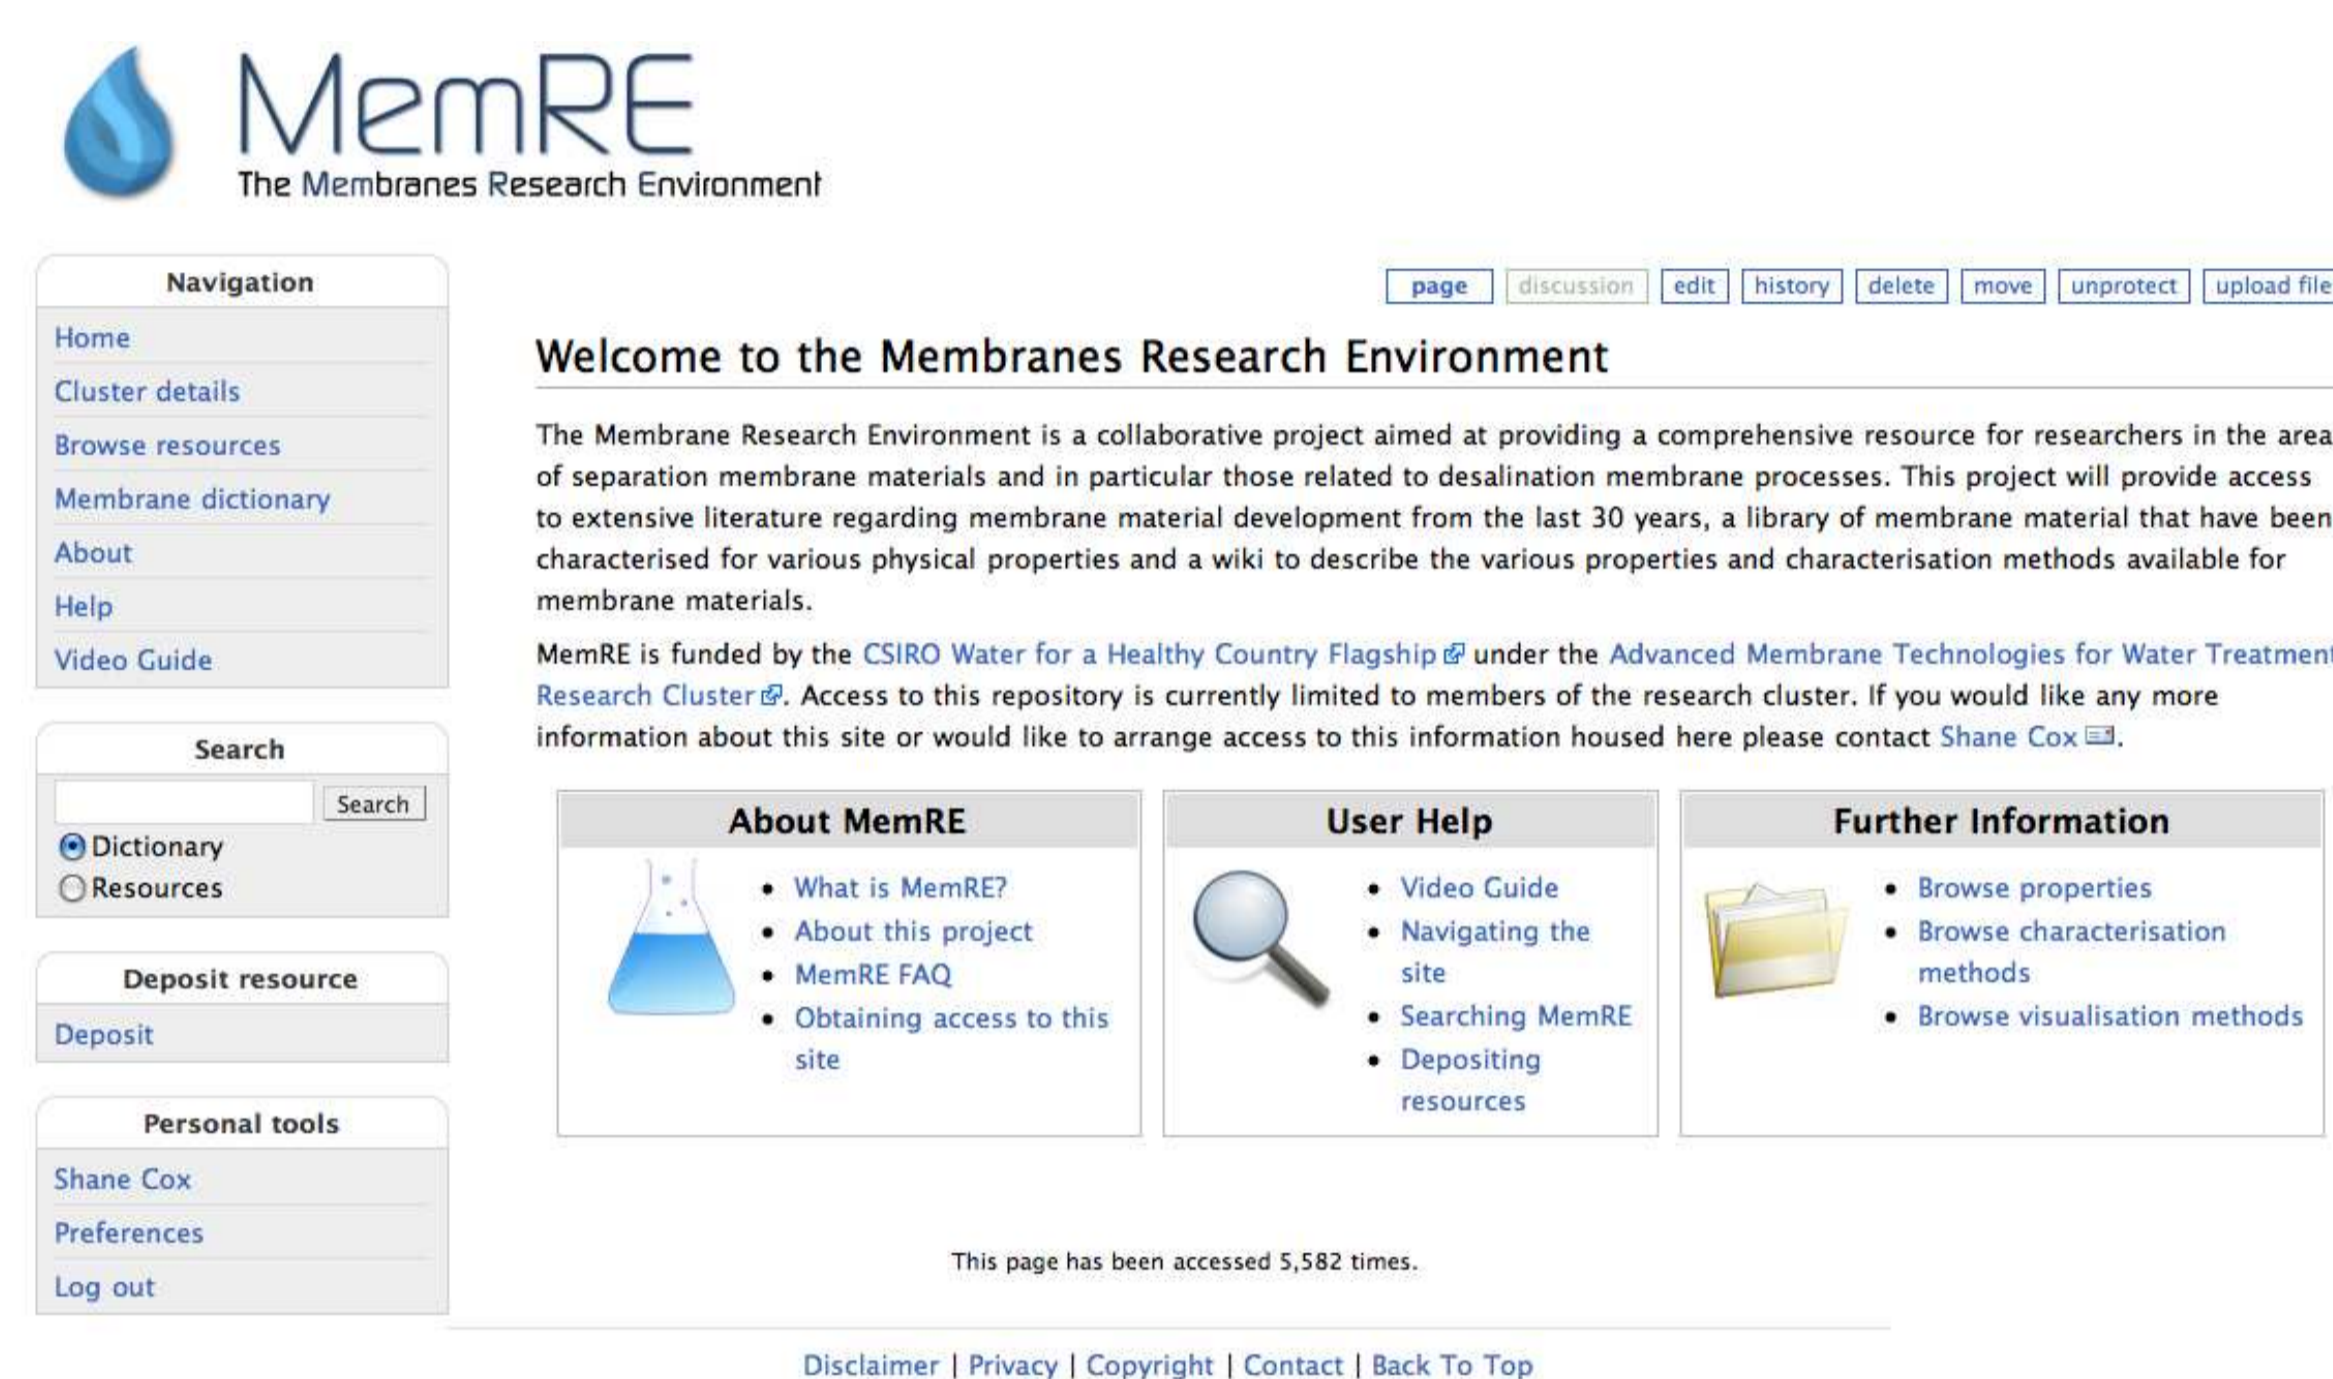 MemRE
The Membranes Research Environment
Navigation
Home
Cluster details
Browse resources
Membrane dictionary
About
Help
Video Guide
Search
Search
Dictionary
Resources
Deposit resource
Deposit
Personal tools
Shane Cox
Preferences
Log out
page discussion edit history delete move unprotect upload file
Welcome to the Membranes Research Environment
The Membrane Research Environment is a collaborative project aimed at providing a comprehensive resource for researchers in the area
of separation membrane materials and in particular those related to desalination membrane processes. This project will provide access
to extensive literature regarding membrane material development from the last 30 years, a library of membrane material that have been
characterised for various physical properties and a wiki to describe the various properties and characterisation methods available for
membrane materials.
MemRE is funded by the CSIRO Water for a Healthy Country Flagship under the Advanced Membrane Technologies for Water Treatment
Research Cluster. Access to this repository is currently limited to members of the research cluster. If you would like any more
information about this site or would like to arrange access to this information housed here please contact Shane Cox.
About MemRE
• What is MemRE?
• About this project
• MemRE FAQ
• Obtaining access to this
site
User Help
• Video Guide
• Navigating the
site
• Searching MemRE
• Depositing
resources
Further Information
• Browse properties
• Browse characterisation
methods
• Browse visualisation methods
This page has been accessed 5,582 times.
Disclaimer | Privacy | Copyright | Contact | Back To Top